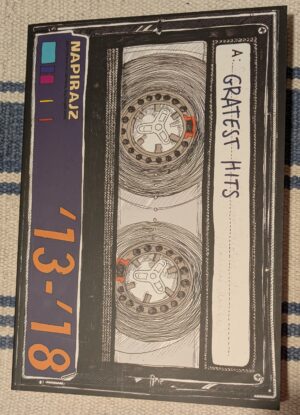 A: GRATEST HITS
NAPIRAJZ
'13-'18